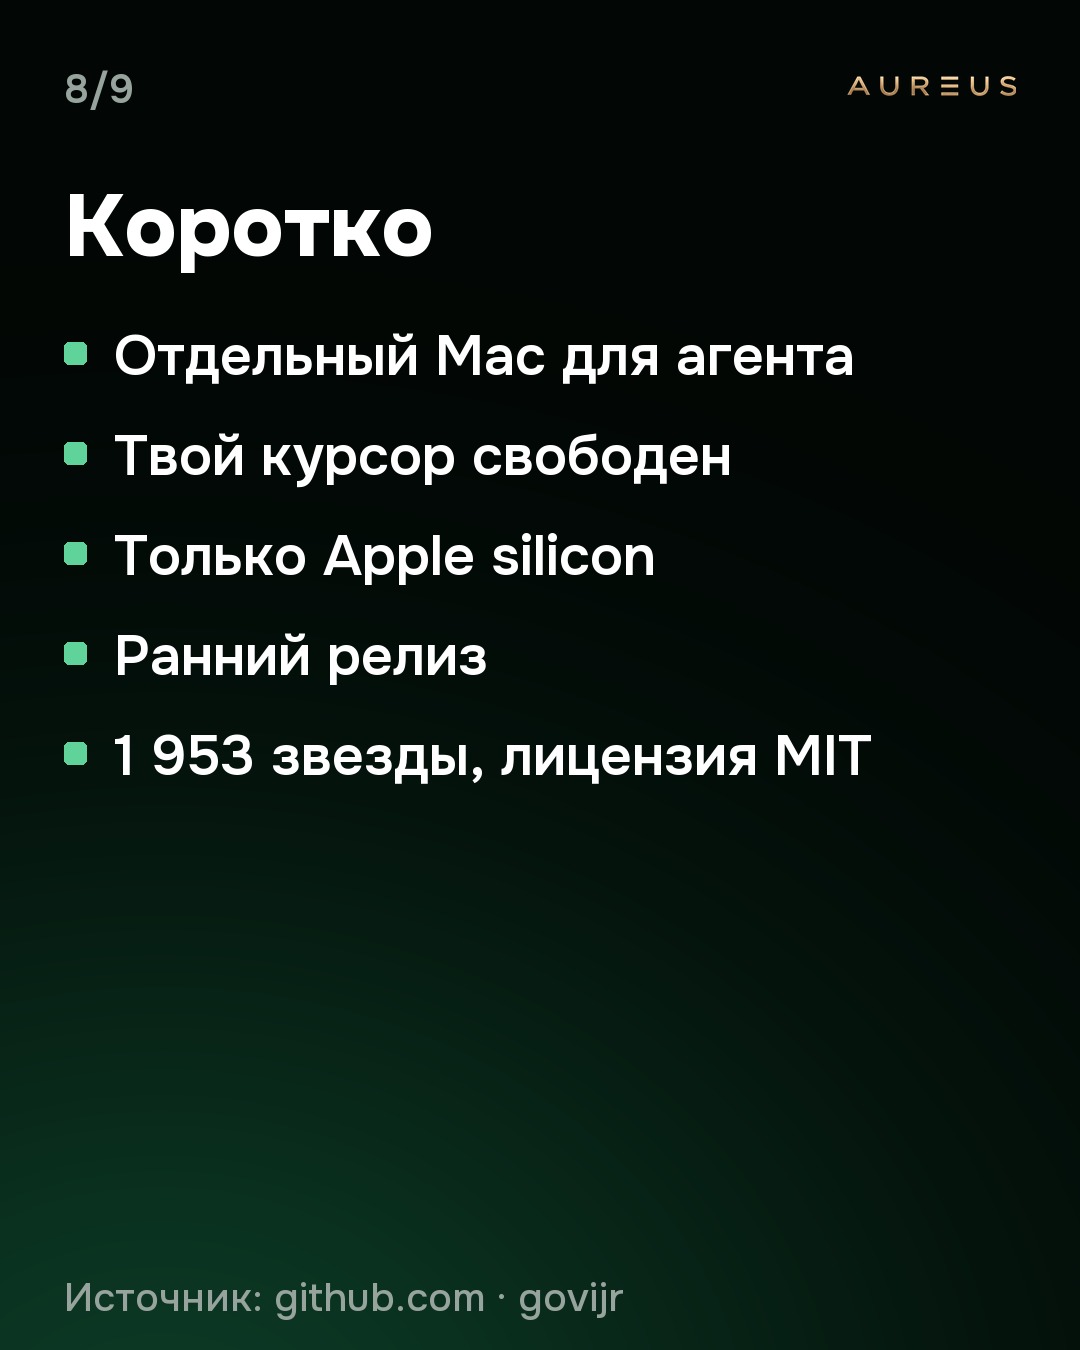 8/9
AUREUS
Коротко
Отдельный Mac для агента
Твой курсор свободен
Только Apple silicon
Ранний релиз
1 953 звезды, лицензия MIT
Источник: github.com · govijr